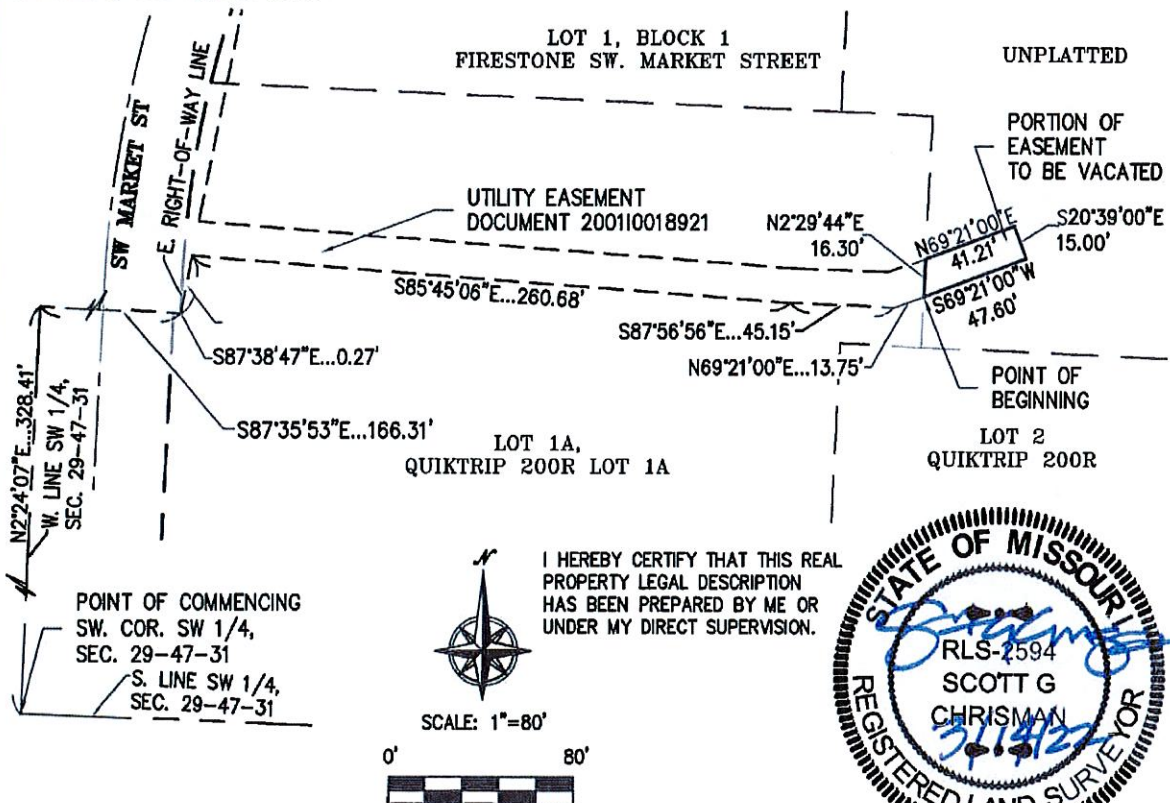 LOT 1, BLOCK 1
FIRESTONE SW. MARKET STREET
UNPLATTED
SW MARKET ST
E. RIGHT-OF-WAY LINE
PORTION OF
EASEMENT
TO BE VACATED
UTILITY EASEMENT
DOCUMENT 200110018921
N2°29'44"E
16.30'
N69°21'00"E
41.21'
S20°39'00"E
15.00'
S69°21'00"W
47.60'
S85°45'06"E...260.68'
S87°56'56"E...45.15'
N69°21'00"E...13.75'
S87°38'47"E...0.27'
POINT OF
BEGINNING
S87°35'53"E...166.31'
LOT 1A,
QUIKTRIP 200R LOT 1A
LOT 2
QUIKTRIP 200R
N2°24'07"E...328.41'
W. LINE SW 1/4,
SEC. 29-47-31
POINT OF COMMENCING
SW. COR. SW 1/4,
SEC. 29-47-31
S. LINE SW 1/4,
SEC. 29-47-31
N
SCALE: 1"=80'
0' 80'
I HEREBY CERTIFY THAT THIS REAL
PROPERTY LEGAL DESCRIPTION
HAS BEEN PREPARED BY ME OR
UNDER MY DIRECT SUPERVISION.
STATE OF MISSOURI
RLS-2594
SCOTT G
CHRISMAN
3/14/22
REGISTERED LAND SURVEYOR